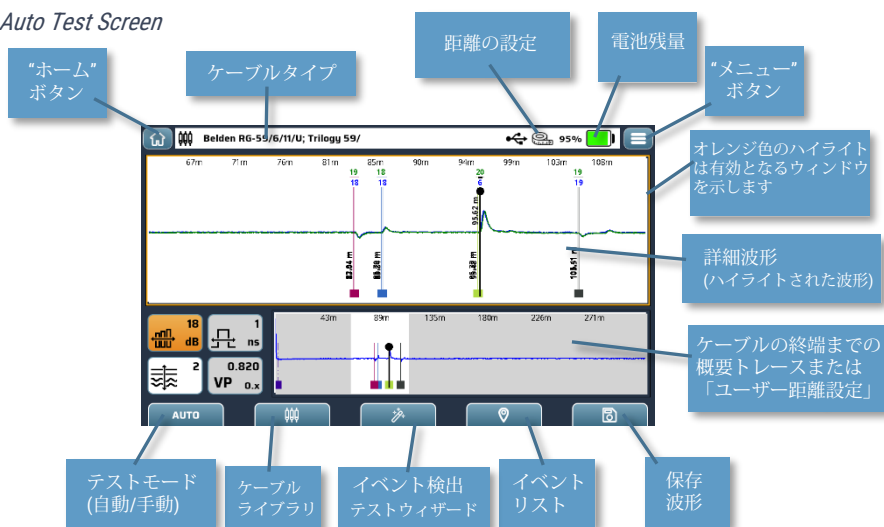 Auto Test Screen
"ホーム"
ボタン
ケーブルタイプ
距離の設定
電池残量
"メニュー"
ボタン
Belden RG-59/6/11/U; Trilogy 59/
95%
67m 71m 76m 81m 85m 90m 94m 99m 103m 108m
19 18 20 19
18 18 6 19
95.62 m
オレンジ色のハイライト
は有効となるウィンドウ
を示します
詳細波形
(ハイライトされた波形)
43m 89m 135m 180m 226m 271m
18
dB
1
ns
2
0.820
VP 0.x
ケーブルの終端までの
概要トレースまたは
「ユーザー距離設定」
AUTO
テストモード
(自動/手動)
ケーブル
ライブラリ
イベント検出
テストウィザード
イベント
リスト
保存
波形